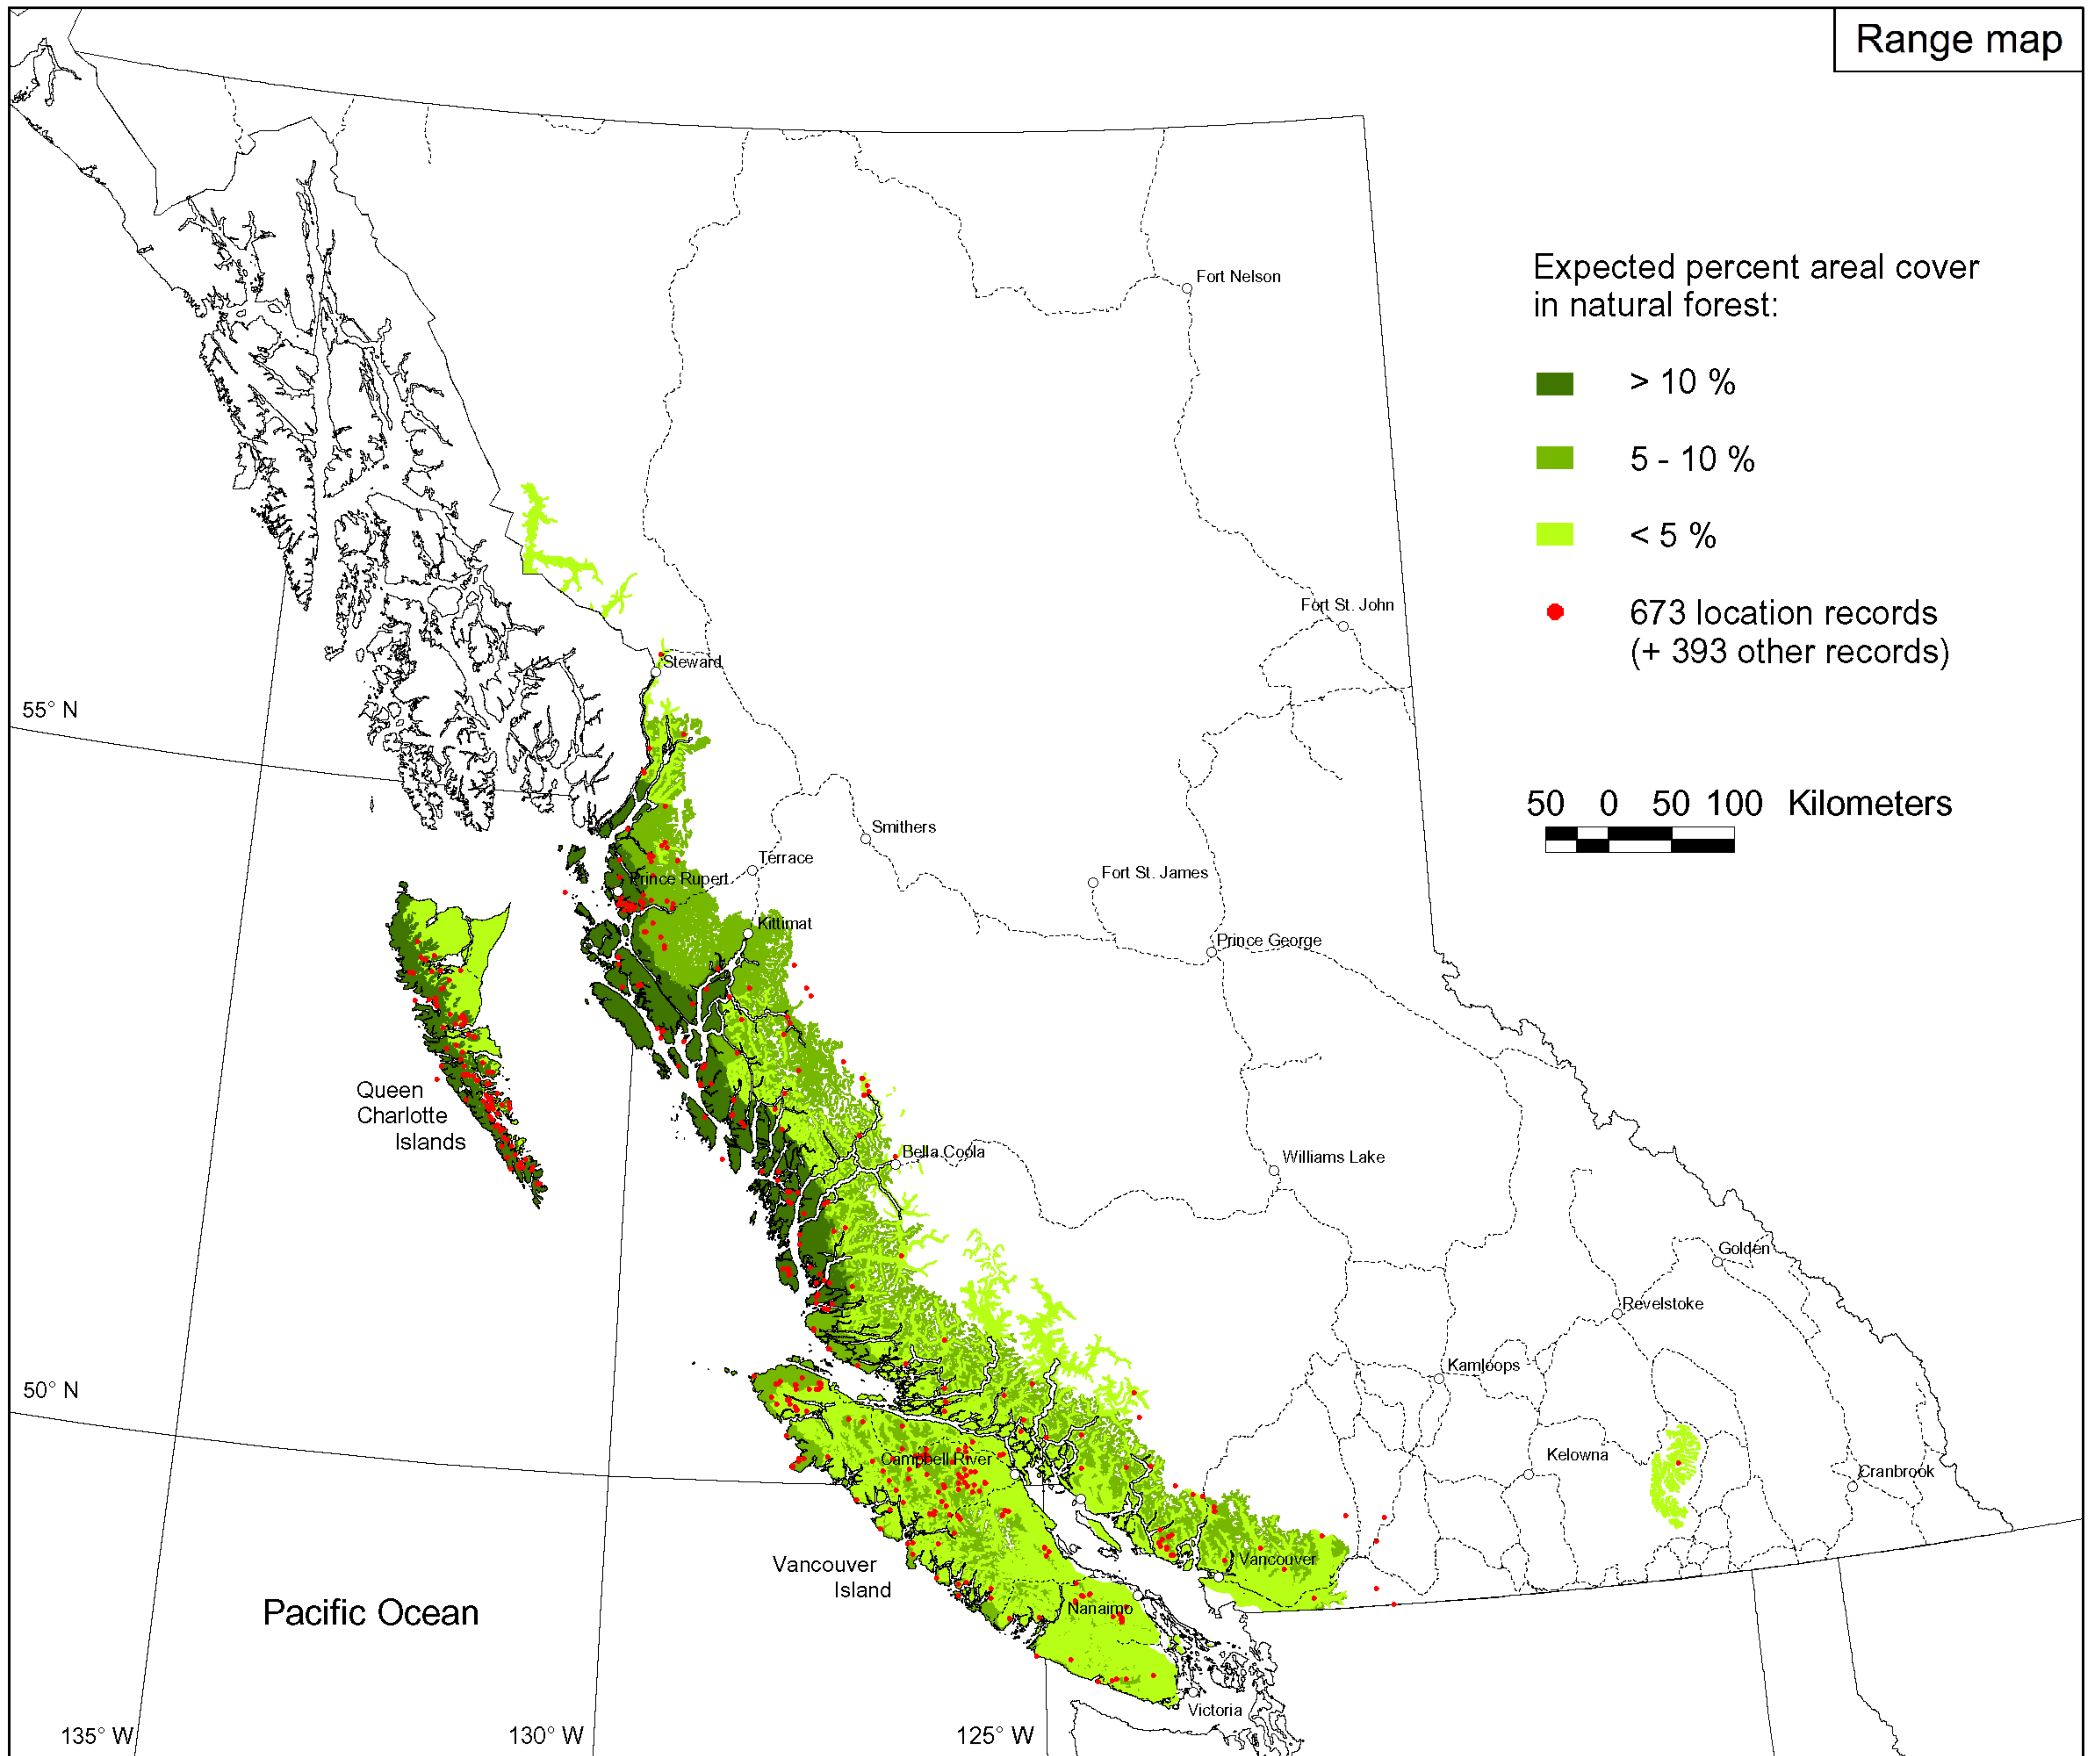 Range map
Fort Nelson
Expected percent areal cover
in natural forest:
> 10 %
5 - 10 %
< 5 %
673 location records
(+ 393 other records)
Fort St. John
Steward
55° N
50 0 50 100 Kilometers
Smithers
Terrace
Fort St. James
Prince Rupert
Kittimat
Prince George
Queen
Charlotte
Islands
Bella Coola
Williams Lake
Golden
Revelstoke
50° N
Kamloops
Campbell River
Kelowna
Cranbrook
Vancouver
Island
Vancouver
Nanaimo
Pacific Ocean
Victoria
135° W
130° W
125° W